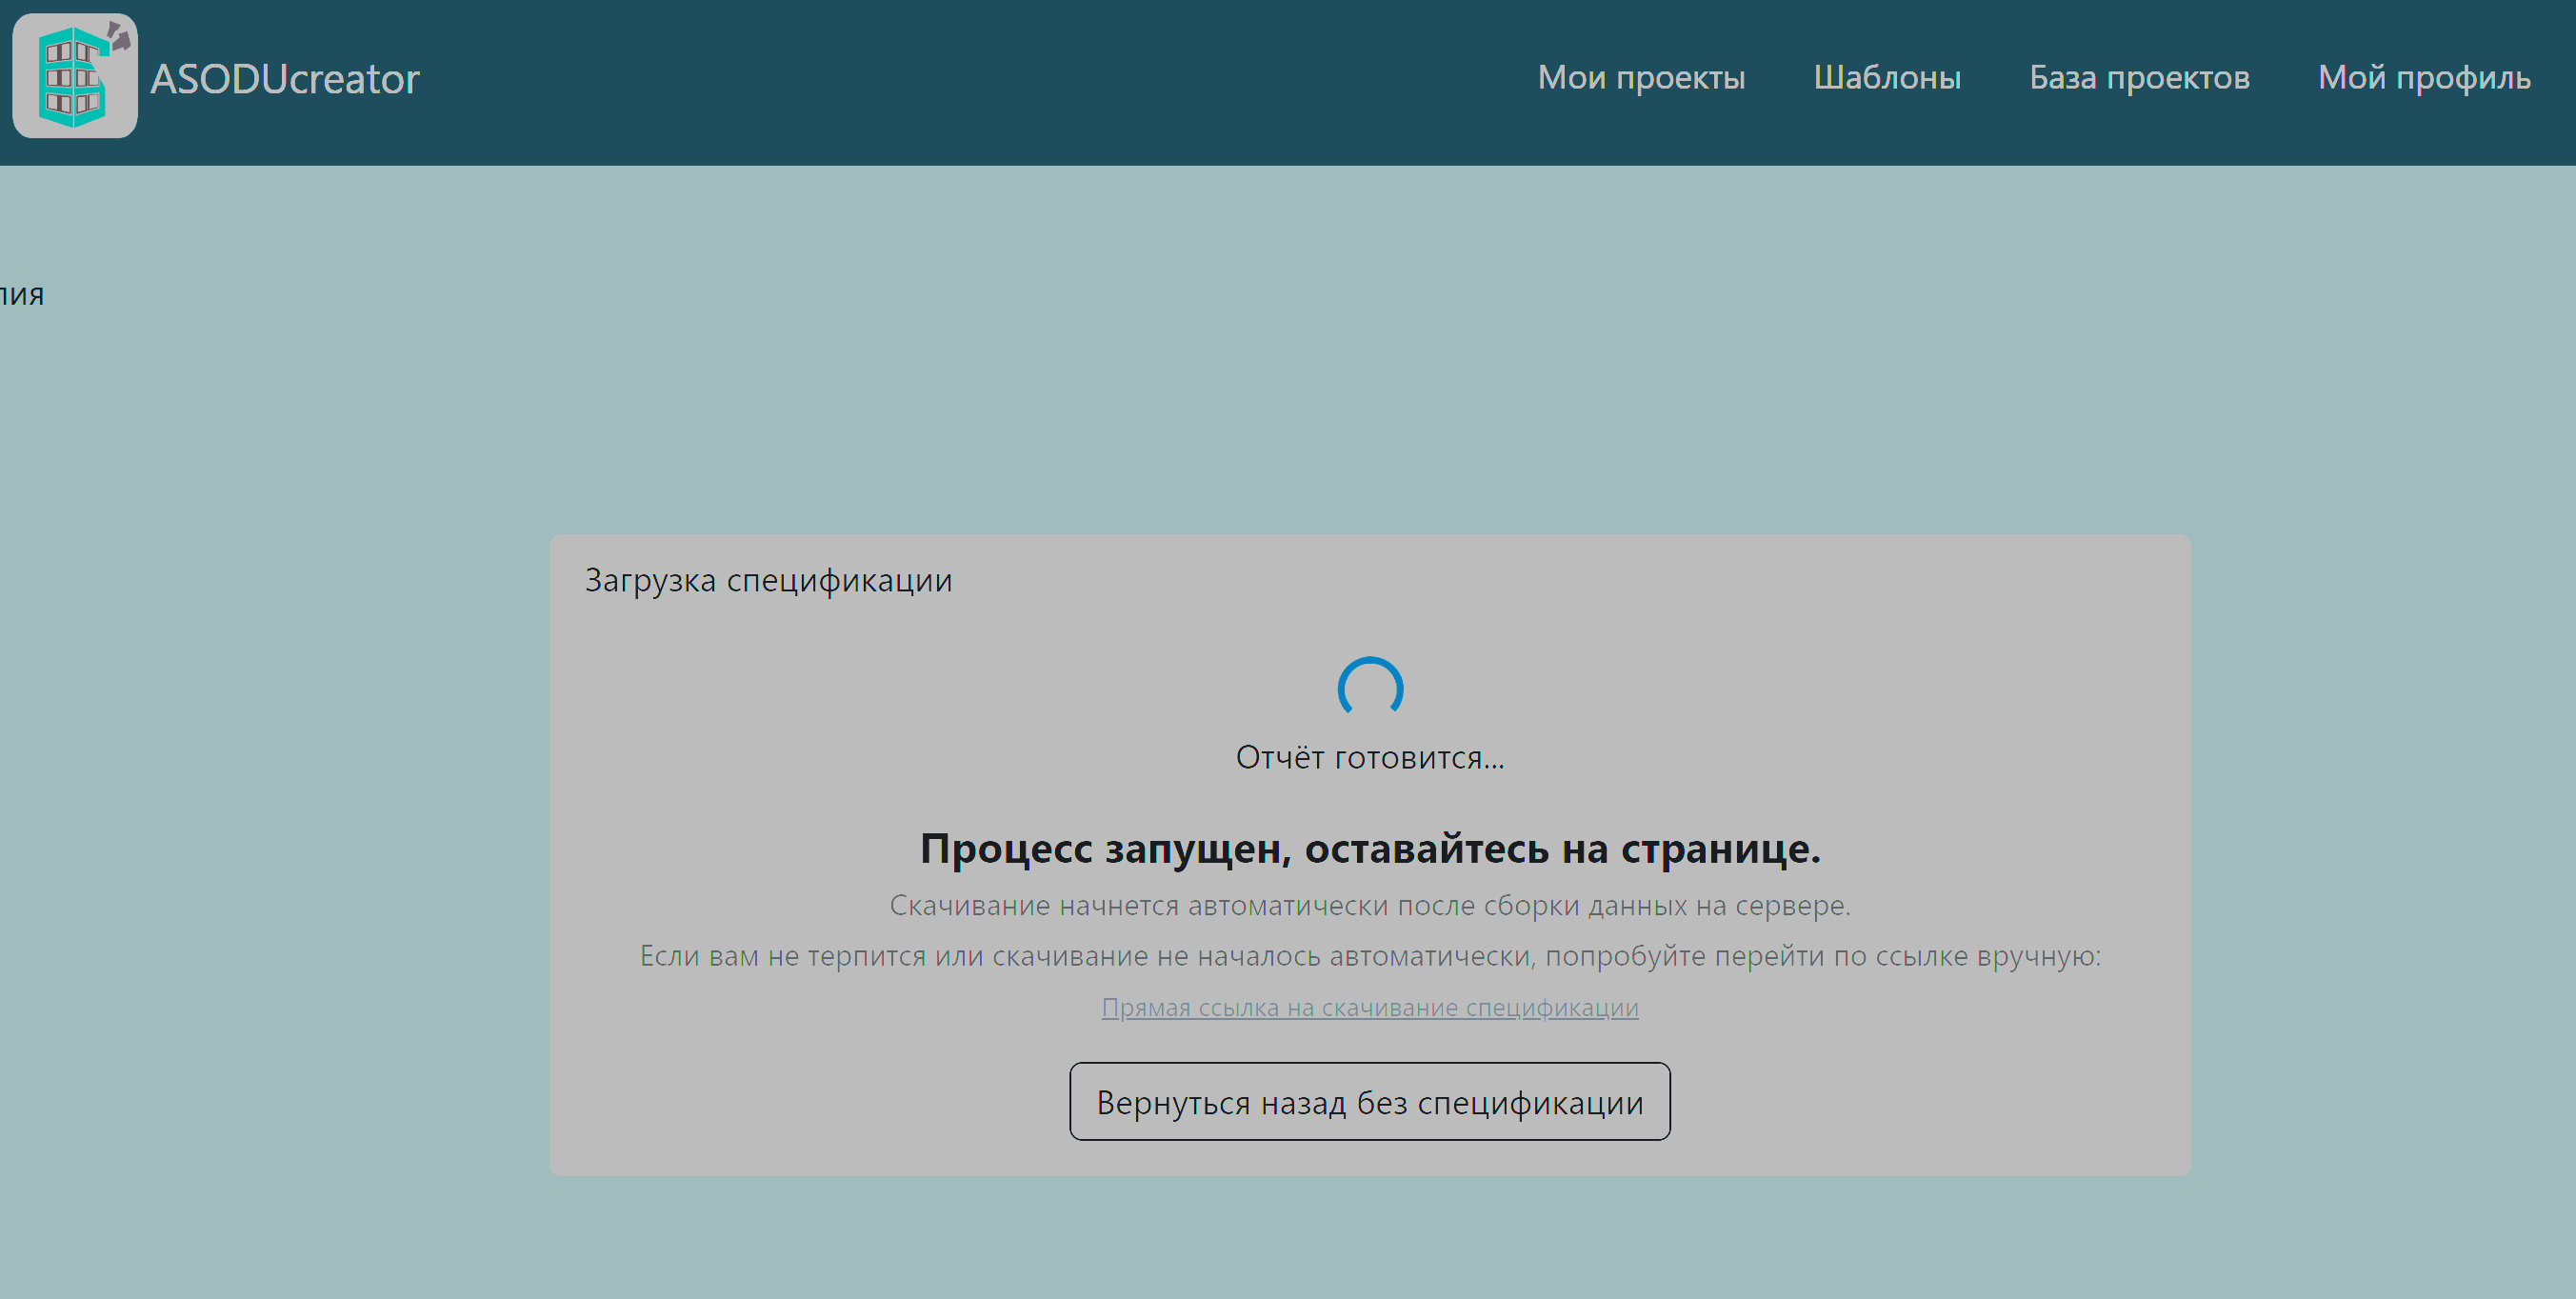 ASODUcreator
Мои проекты Шаблоны База проектов Мой профиль
Загрузка спецификации
Отчёт готовится...
Процесс запущен, оставайтесь на странице.
Скачивание начнется автоматически после сборки данных на сервере.
Если вам не терпится или скачивание не началось автоматически, попробуйте перейти по ссылке вручную:
Прямая ссылка на скачивание спецификации
Вернуться назад без спецификации